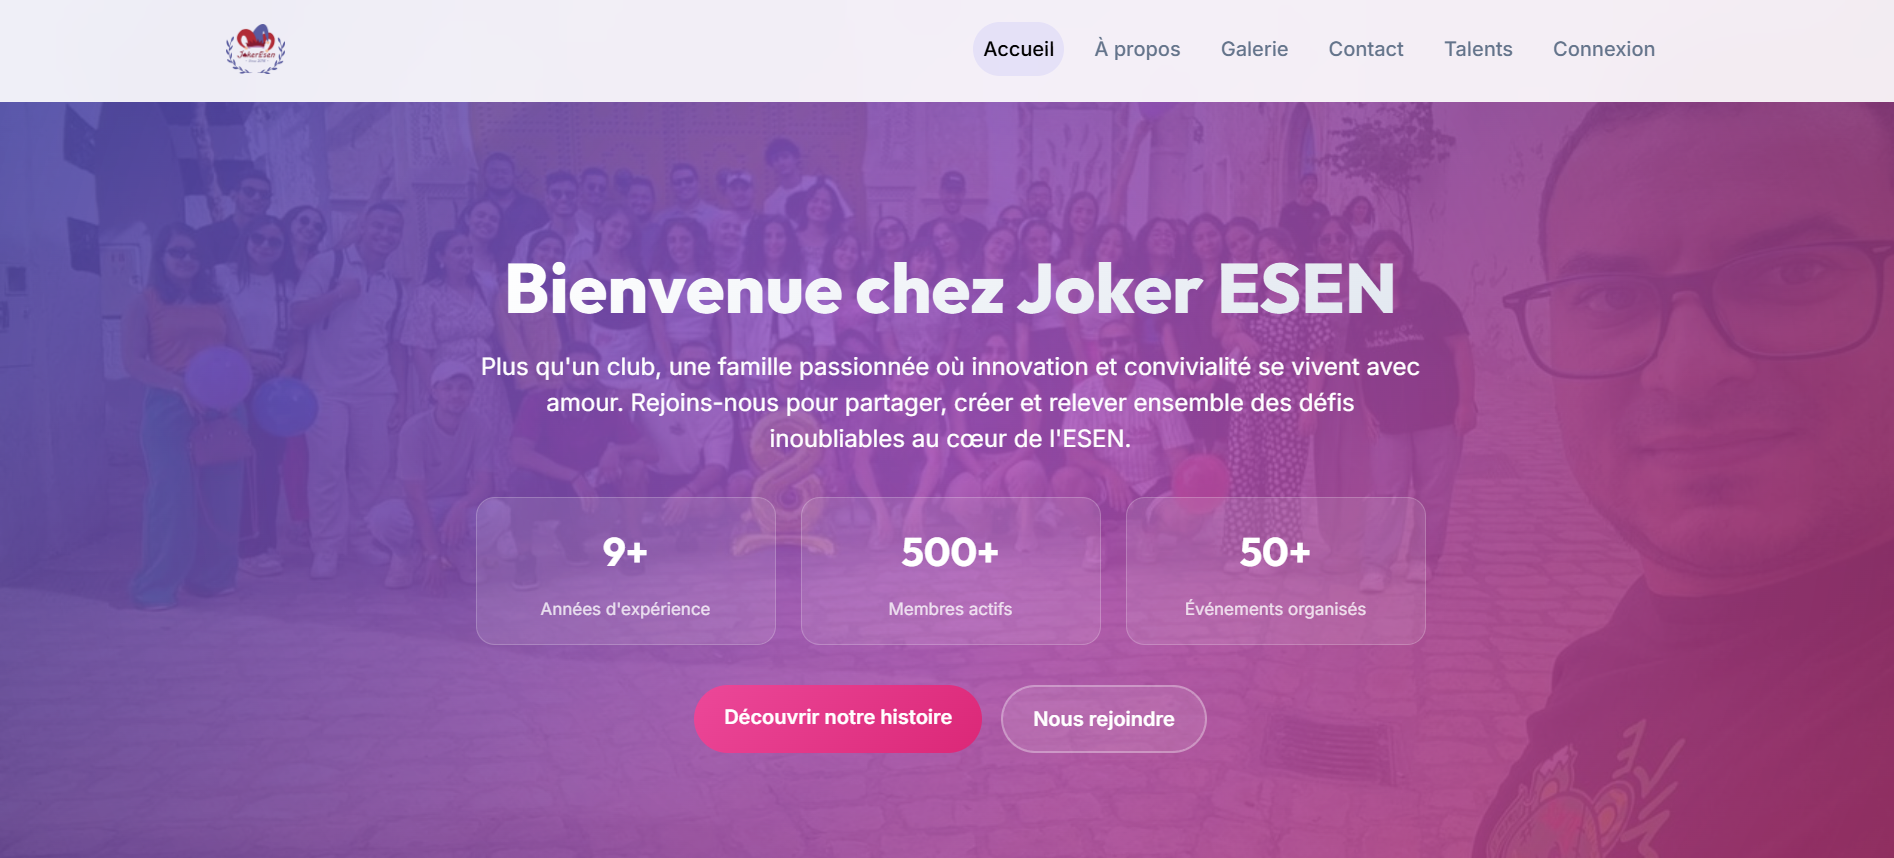 JokerEsen
Accueil
À propos
Galerie
Contact
Talents
Connexion
Bienvenue chez Joker ESEN
Plus qu'un club, une famille passionnée où innovation et convivialité se vivent avec
amour. Rejoins-nous pour partager, créer et relever ensemble des défis
inoubliables au cœur de l'ESEN.
9+
Années d'expérience
500+
Membres actifs
50+
Événements organisés
Découvrir notre histoire
Nous rejoindre